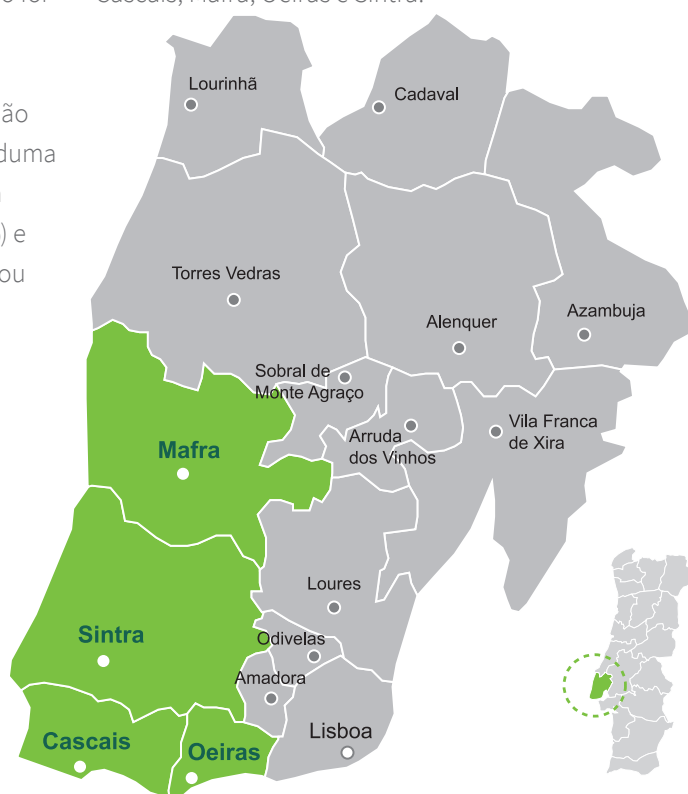 o for
Cascais, Mafra, Oeiras e Sintra.
ão
duma
) e
ou
Lourinhã
Cadaval
Torres Vedras
Alenquer
Azambuja
Sobral de
Monte Agraço
Arruda
dos Vinhos
Vila Franca
de Xira
Mafra
Loures
Sintra
Odivelas
Amadora
Cascais
Oeiras
Lisboa